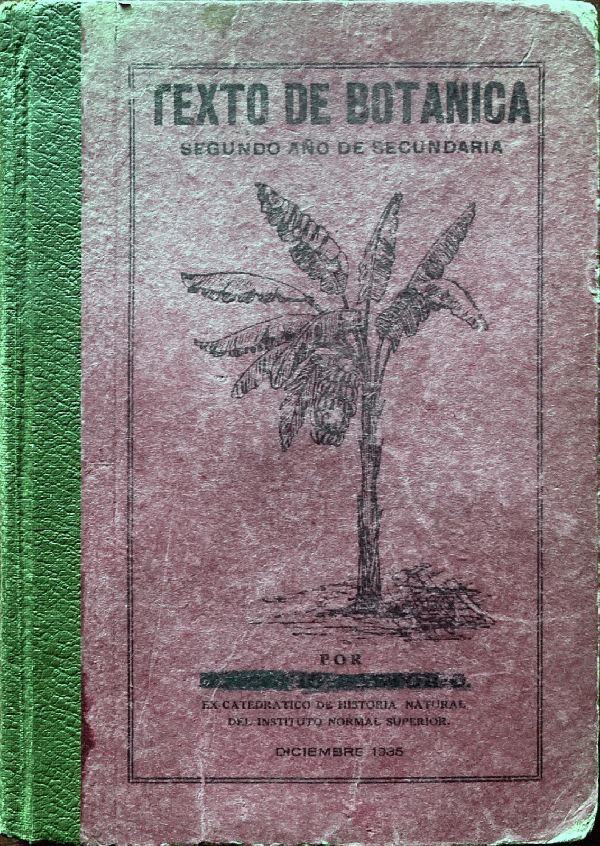 TEXTO DE BOTANICA
SEGUNDO AÑO DE SECUNDARIA
POR
EX-CATEDRATICO DE HISTORIA NATURAL
DEL INSTITUTO NORMAL SUPERIOR.
DICIEMBRE 1935